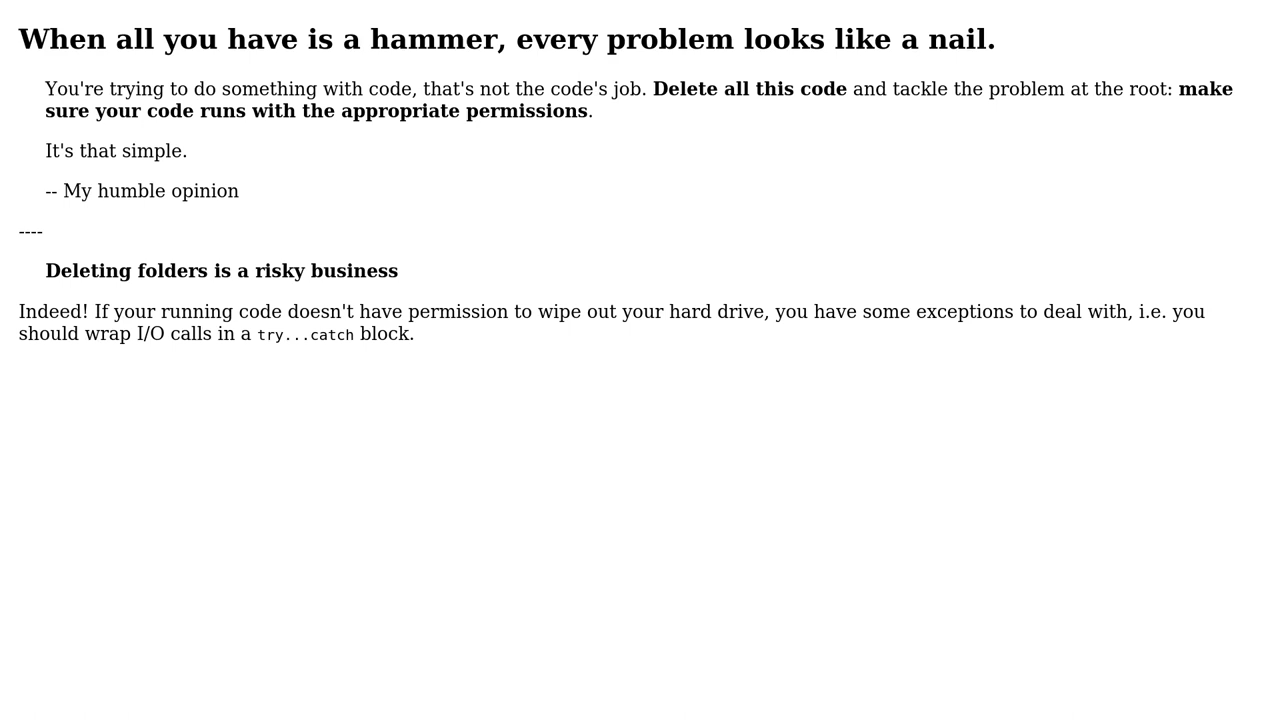 When all you have is a hammer, every problem looks like a nail.
You're trying to do something with code, that's not the code's job. Delete all this code and tackle the problem at the root: make
sure your code runs with the appropriate permissions.
It's that simple.
-- My humble opinion
----
Deleting folders is a risky business
Indeed! If your running code doesn't have permission to wipe out your hard drive, you have some exceptions to deal with, i.e. you
should wrap I/O calls in a try...catch block.